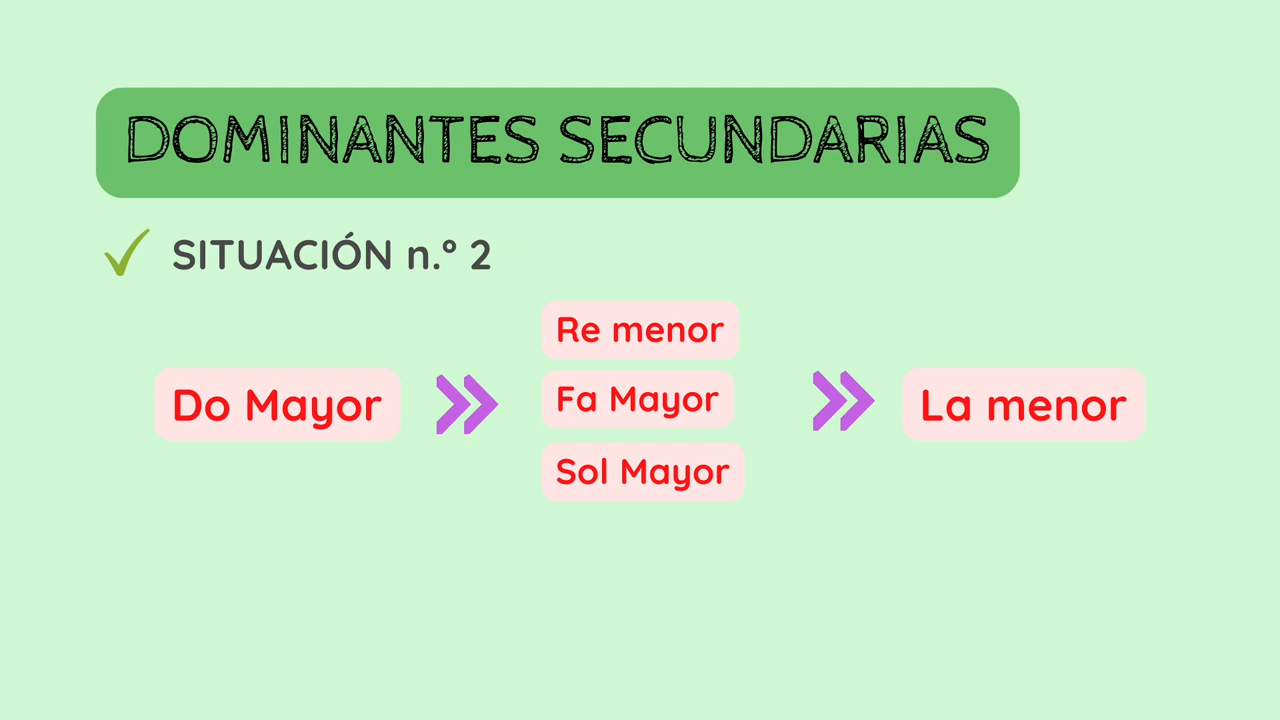 DOMINANTES SECUNDARIAS
SITUACIÓN n.º 2
Do Mayor
Re menor
Fa Mayor
Sol Mayor
La menor